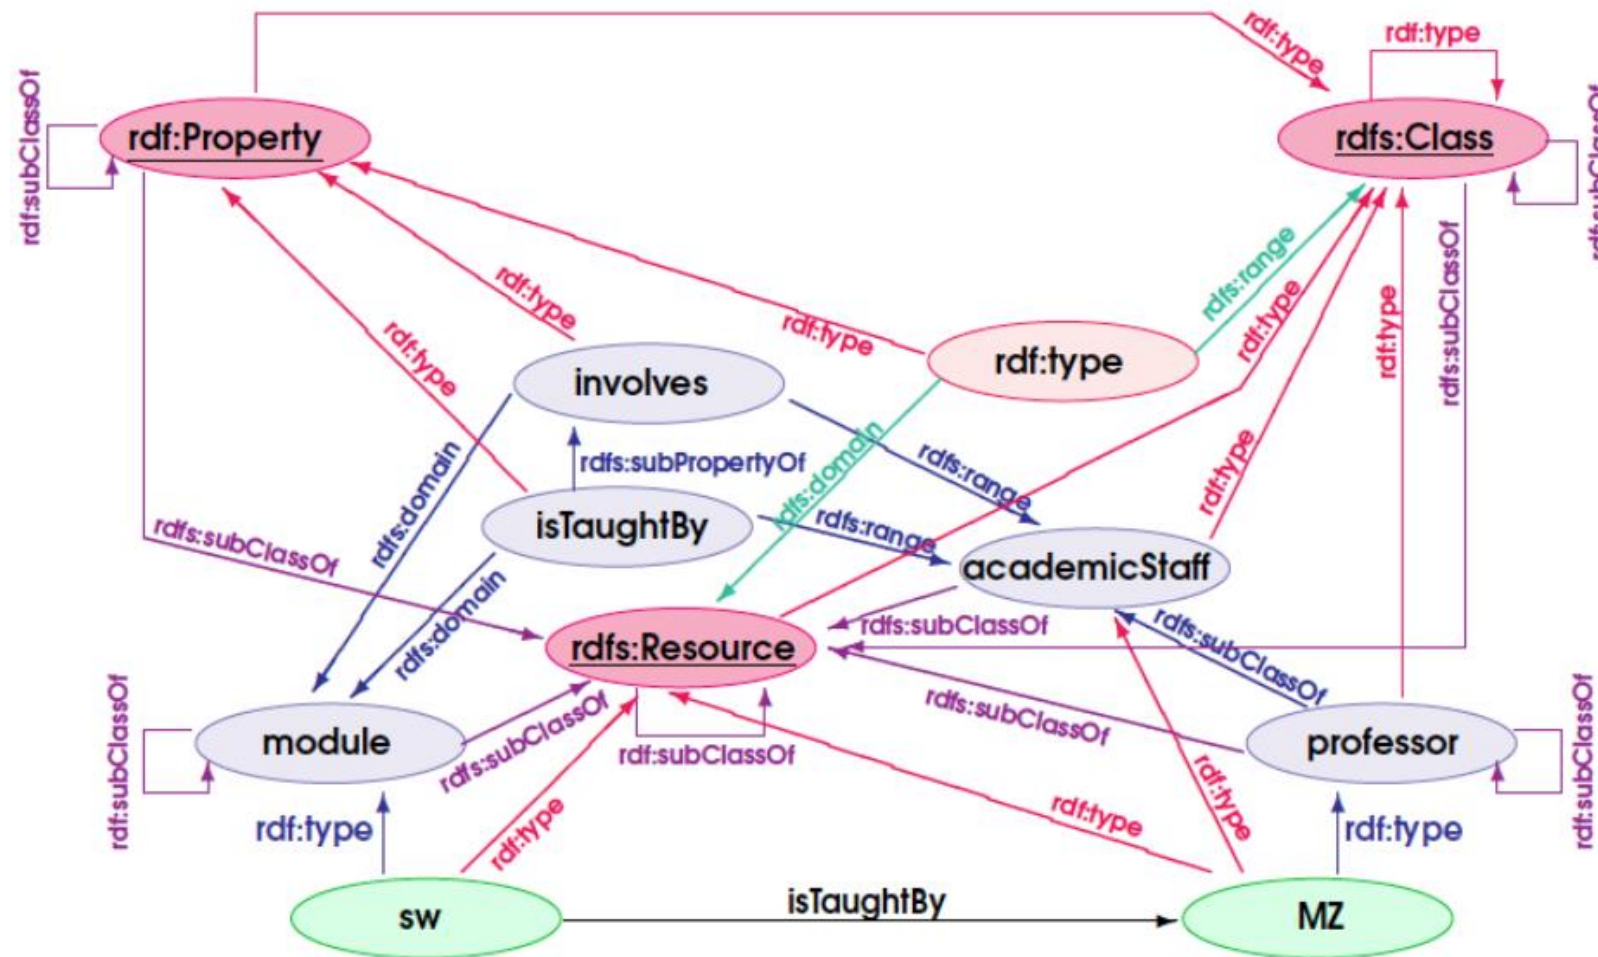 rdf:type
rdf:type
rdf:subClassOf
rdf:Property
rdfs:Class
rdf:subClassOf
rdf:type
rdf:type
rdf:type
rdfs:range
rdf:type
rdf:type
rdfs:subClassOf
involves
rdf:type
rdfs:domain
rdfs:subPropertyOf
rdfs:domain
rdfs:range
rdf:type
isTaughtBy
rdfs:range
academicStaff
rdfs:subClassOf
rdfs:domain
rdfs:Resource
rdfs:subClassOf
rdfs:subClassOf
rdf:subClassOf
module
rdfs:subClassOf
rdf:subClassOf
rdfs:subClassOf
professor
rdf:subClassOf
rdf:type
rdf:type
rdf:type
rdf:type
rdf:type
sw
isTaughtBy
MZ